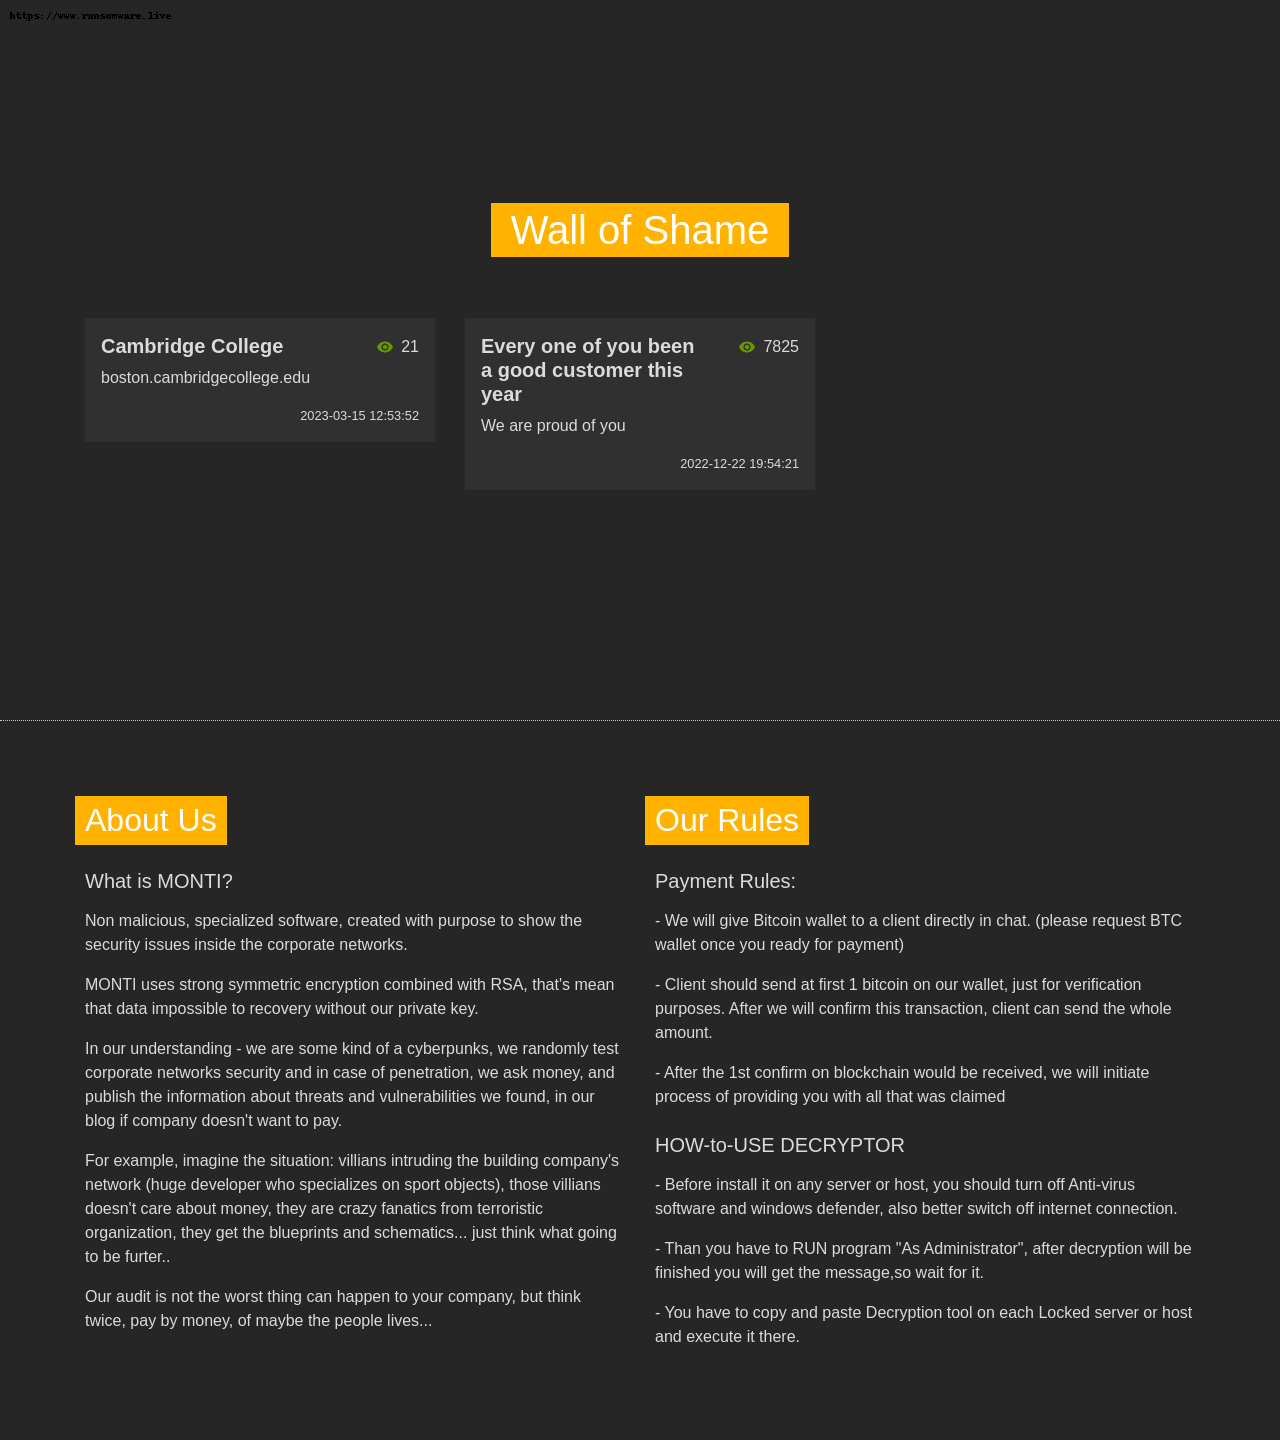 https://www.ransomware.live
Wall of Shame
Cambridge College
21
boston.cambridgecollege.edu
2023-03-15 12:53:52
Every one of you been
a good customer this
year
7825
We are proud of you
2022-12-22 19:54:21
About Us
What is MONTI?
Non malicious, specialized software, created with purpose to show the
security issues inside the corporate networks.
MONTI uses strong symmetric encryption combined with RSA, that's mean
that data impossible to recovery without our private key.
In our understanding - we are some kind of a cyberpunks, we randomly test
corporate networks security and in case of penetration, we ask money, and
publish the information about threats and vulnerabilities we found, in our
blog if company doesn't want to pay.
For example, imagine the situation: villians intruding the building company's
network (huge developer who specializes on sport objects), those villians
doesn't care about money, they are crazy fanatics from terroristic
organization, they get the blueprints and schematics... just think what going
to be furter..
Our audit is not the worst thing can happen to your company, but think
twice, pay by money, of maybe the people lives...
Our Rules
Payment Rules:
- We will give Bitcoin wallet to a client directly in chat. (please request BTC
wallet once you ready for payment)
- Client should send at first 1 bitcoin on our wallet, just for verification
purposes. After we will confirm this transaction, client can send the whole
amount.
- After the 1st confirm on blockchain would be received, we will initiate
process of providing you with all that was claimed
HOW-to-USE DECRYPTOR
- Before install it on any server or host, you should turn off Anti-virus
software and windows defender, also better switch off internet connection.
- Than you have to RUN program "As Administrator", after decryption will be
finished you will get the message,so wait for it.
- You have to copy and paste Decryption tool on each Locked server or host
and execute it there.